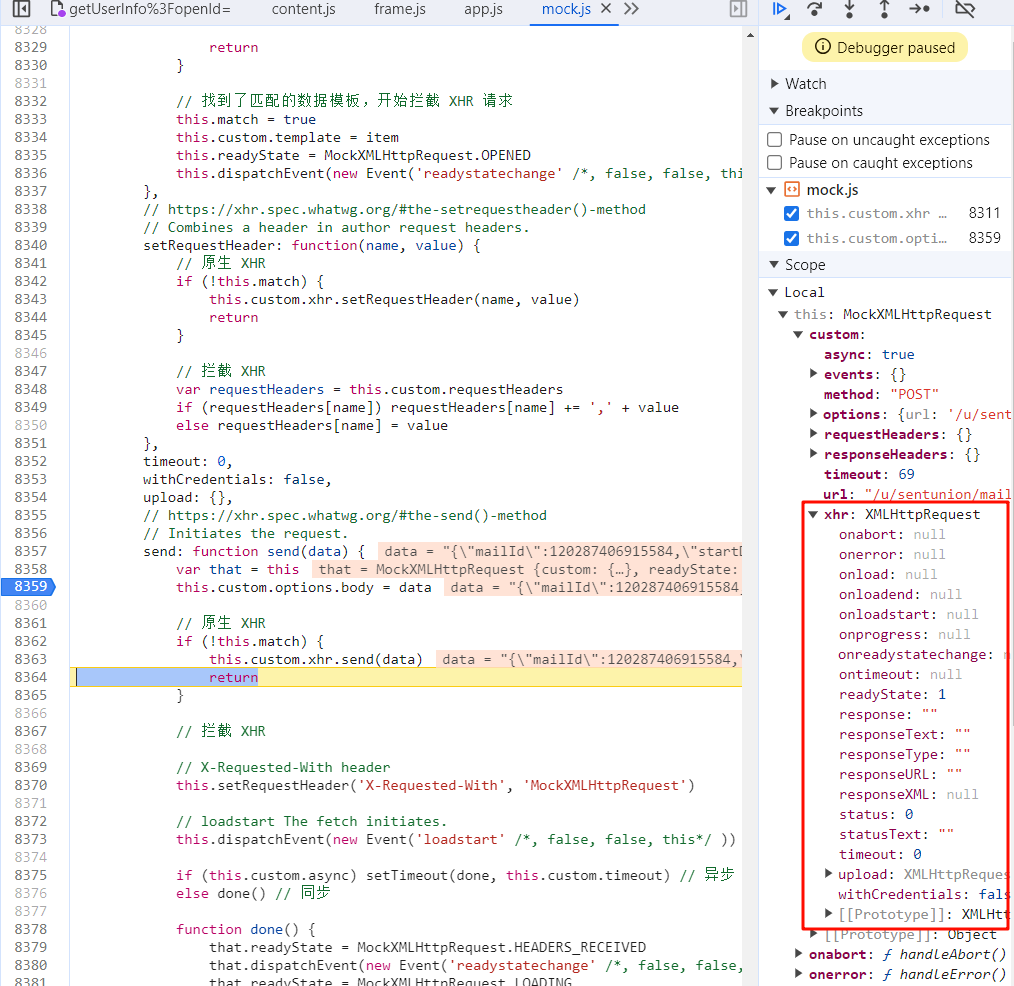 getUserInfo%3FopenId=
content.js
frame.js
app.js
mock.js
Debugger paused
8328
8329 return
8330 }
8331
8332 // 找到了匹配的数据模板，开始拦截 XHR 请求
8333 this.match = true
8334 this.custom.template = item
8335 this.readyState = MockXMLHttpRequest.OPENED
8336 this.dispatchEvent(new Event('readystatechange' /*, false, false, thi
8337 },
8338 // https://xhr.spec.whatwg.org/#the-setrequestheader()-method
8339 // Combines a header in author request headers.
8340 setRequestHeader: function(name, value) {
8341 // 原生 XHR
8342 if (!this.match) {
8343 this.custom.xhr.setRequestHeader(name, value)
8344 return
8345 }
8346
8347 // 拦截 XHR
8348 var requestHeaders = this.custom.requestHeaders
8349 if (requestHeaders[name]) requestHeaders[name] += ',' + value
8350 else requestHeaders[name] = value
8351 },
8352 timeout: 0,
8353 withCredentials: false,
8354 upload: {},
8355 // https://xhr.spec.whatwg.org/#the-send()-method
8356 // Initiates the request.
8357 send: function send(data) { data = "{\"mailId\":120287406915584,\"startD
8358 var that = this that = MockXMLHttpRequest {custom: {…}, readyState:
8359 this.custom.options.body = data data = "{\"mailId\":120287406915584,
8360
8361 // 原生 XHR
8362 if (!this.match) {
8363 this.custom.xhr.send(data) data = "{\"mailId\":120287406915584,\
8364 return
8365 }
8366
8367 // 拦截 XHR
8368
8369 // X-Requested-With header
8370 this.setRequestHeader('X-Requested-With', 'MockXMLHttpRequest')
8371
8372 // loadstart The fetch initiates.
8373 this.dispatchEvent(new Event('loadstart' /*, false, false, this*/ ))
8374
8375 if (this.custom.async) setTimeout(done, this.custom.timeout) // 异步
8376 else done() // 同步
8377
8378 function done() {
8379 that.readyState = MockXMLHttpRequest.HEADERS_RECEIVED
8380 that.dispatchEvent(new Event('readystatechange' /*, false, false,
8381 that.readyState = MockXMLHttpRequest.LOADING
Watch
Breakpoints
Pause on uncaught exceptions
Pause on caught exceptions
mock.js
this.custom.xhr … 8311
this.custom.opti… 8359
Scope
Local
this: MockXMLHttpRequest
custom:
async: true
events: {}
method: "POST"
options: {url: '/u/sent
requestHeaders: {}
responseHeaders: {}
timeout: 69
url: "/u/sentunion/mail
xhr: XMLHttpRequest
onabort: null
onerror: null
onload: null
onloadend: null
onloadstart: null
onprogress: null
onreadystatechange: n
ontimeout: null
readyState: 1
response: ""
responseText: ""
responseType: ""
responseURL: ""
responseXML: null
status: 0
statusText: ""
timeout: 0
upload: XMLHttpReques
withCredentials: fals
[[Prototype]]: XMLHtt
[[Prototype]]: Object
onabort: ƒ handleAbort()
onerror: ƒ handleError()